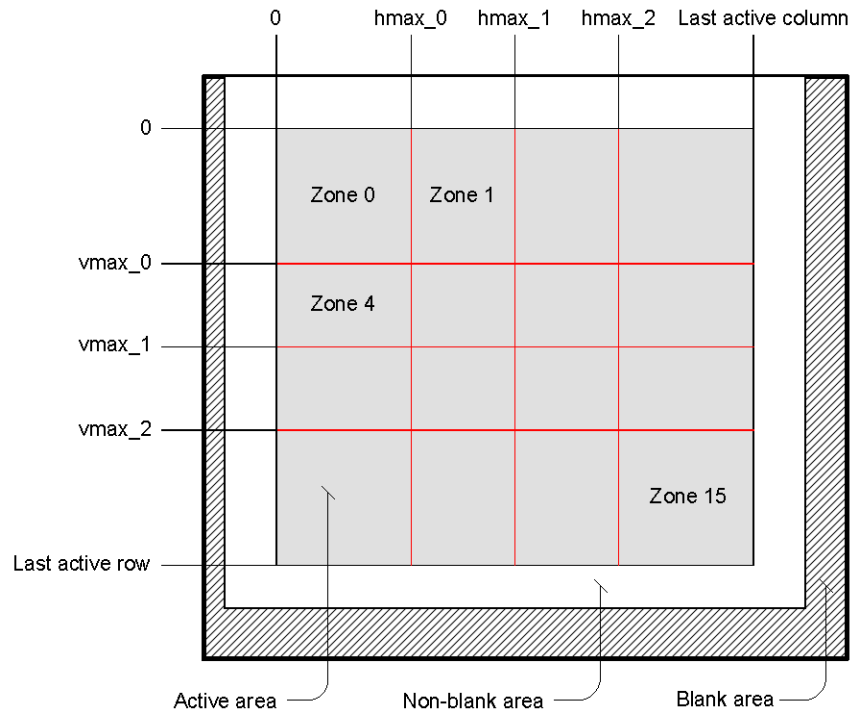 0 hmax_0 hmax_1 hmax_2 Last active column
0
Zone 0 Zone 1
vmax_0
Zone 4
vmax_1
vmax_2
Zone 15
Last active row
Active area Non-blank area Blank area